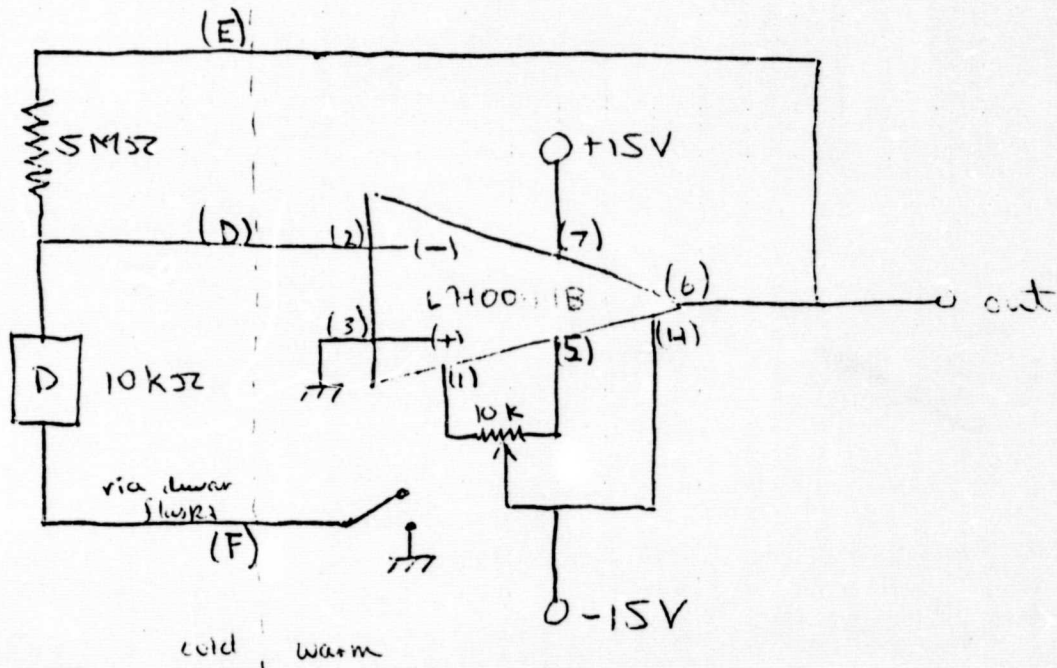 (E)
5MΩ
+15V
(D)
(2)
(-)
(7)
(6)
out
(3)
(+)
(1)
(5)
(4)
D
10kΩ
10k
via dewar
(F)
-15V
cold
warm